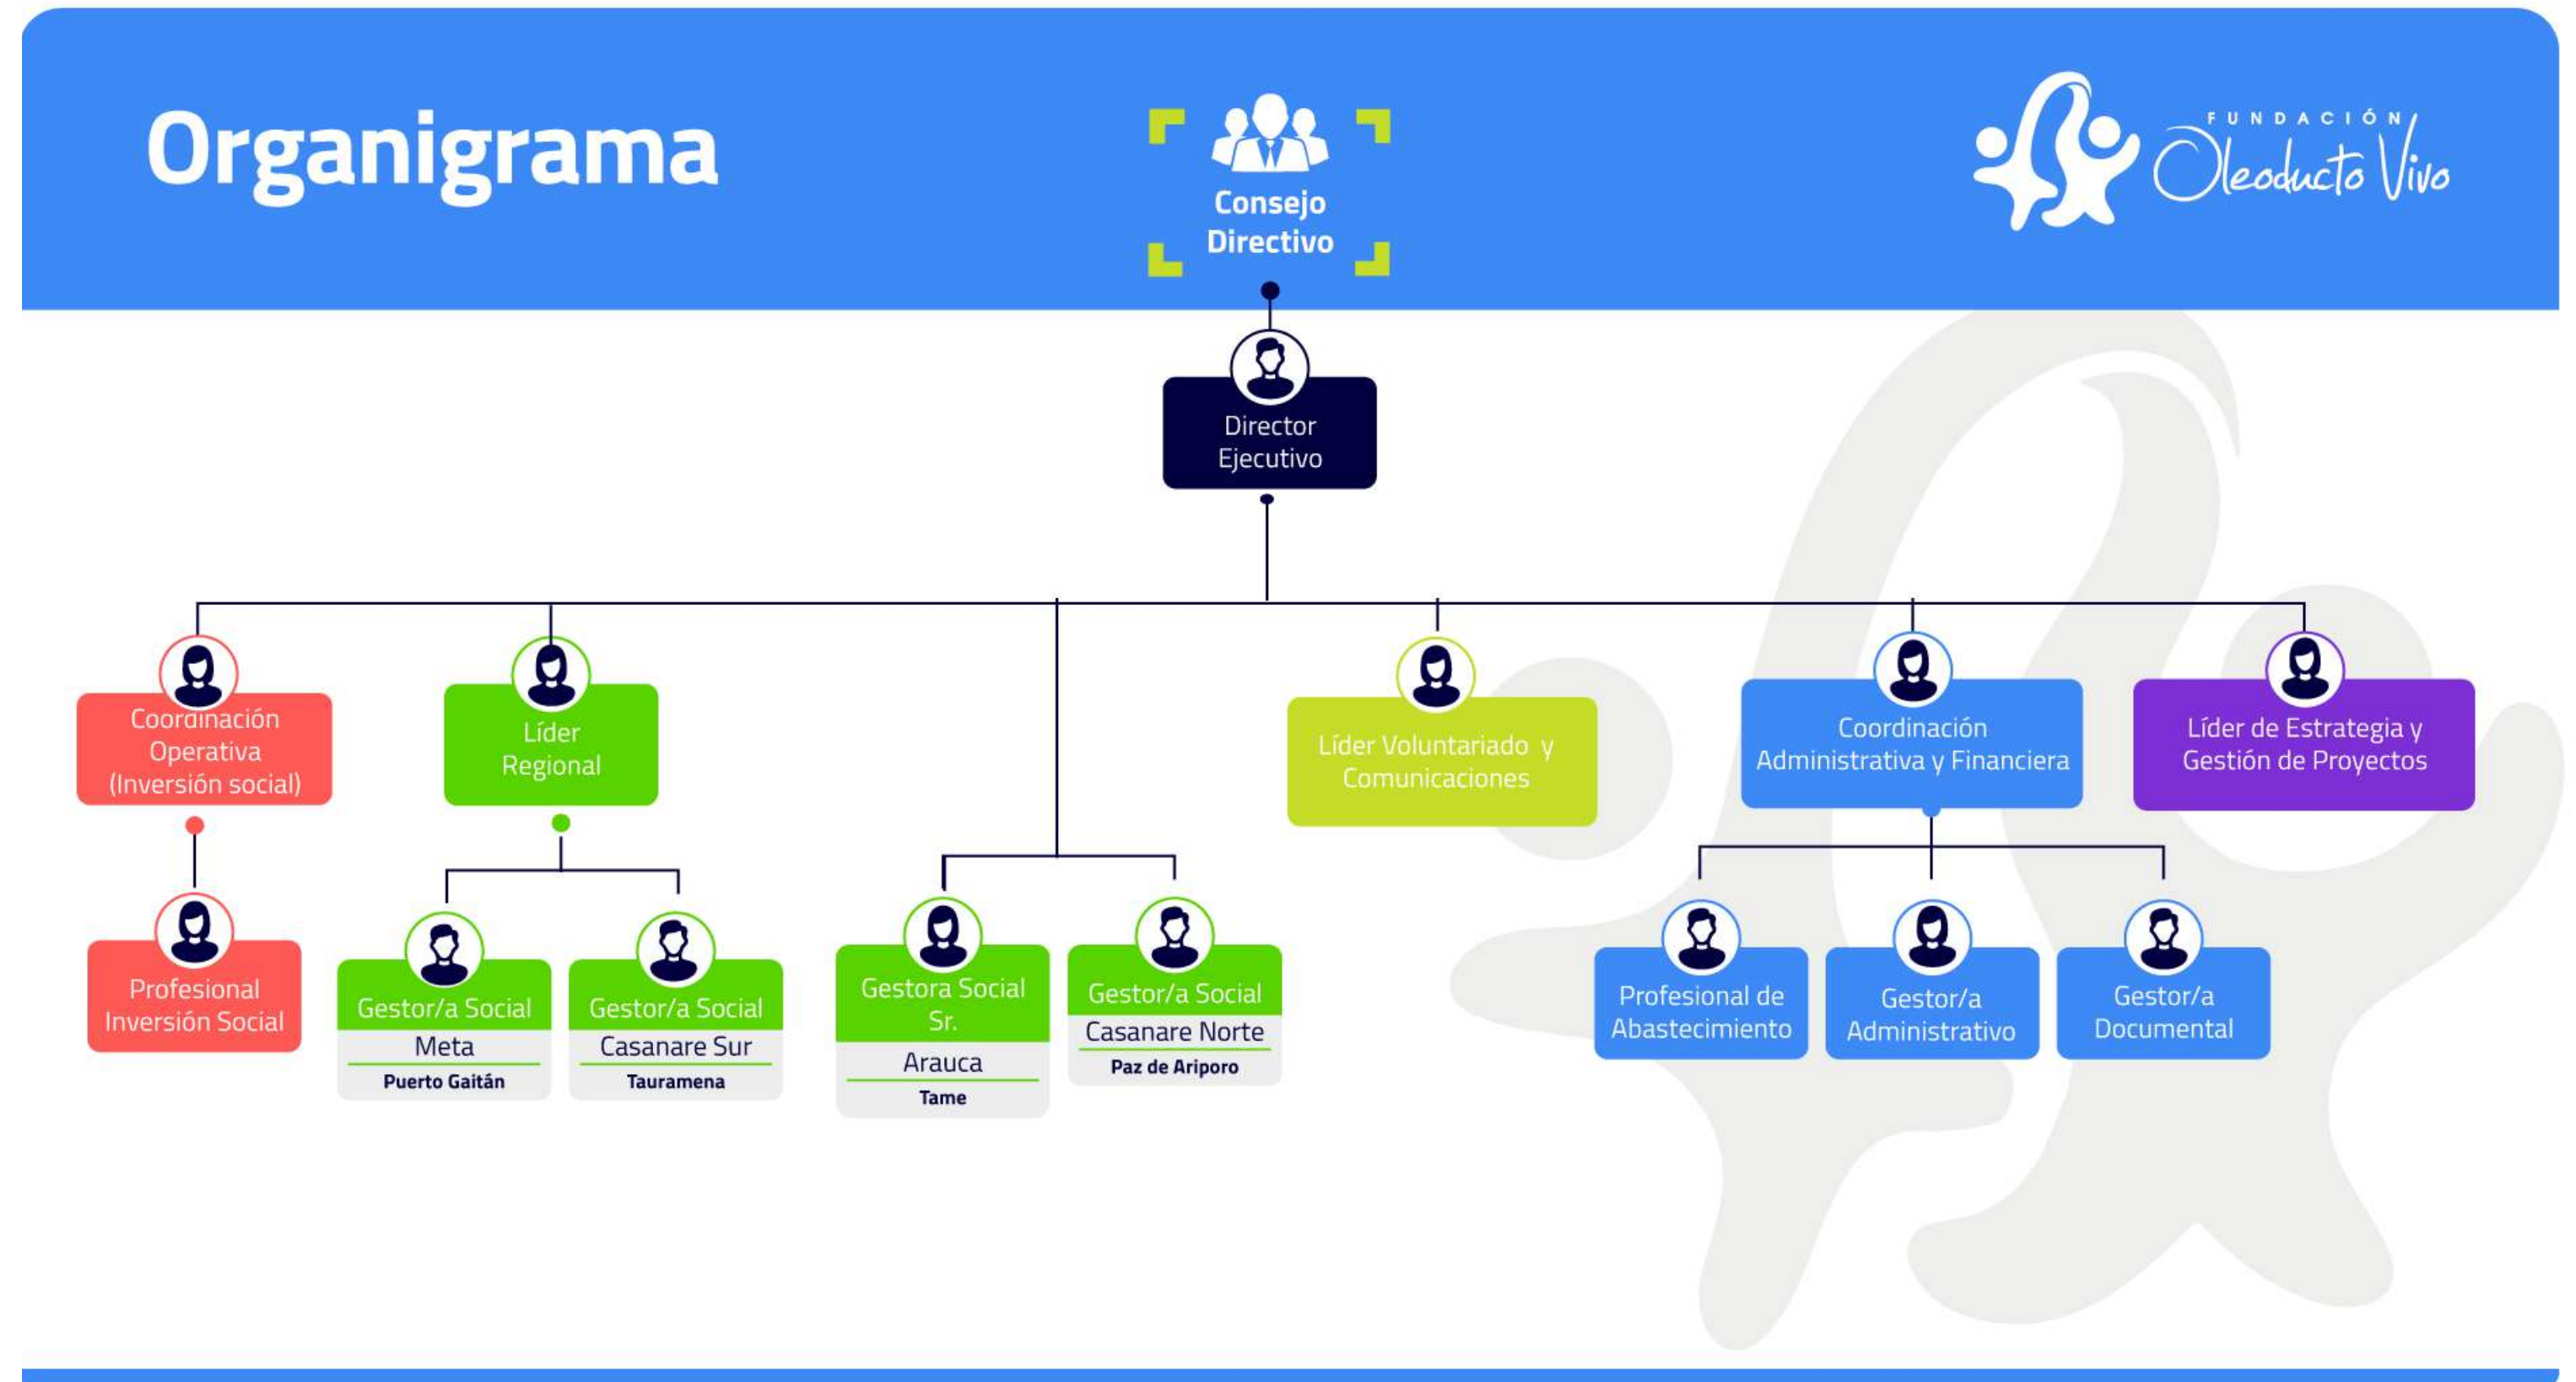 Organigrama
Consejo
Directivo
FUNDACIÓN
Oleoducto Vivo
Director
Ejecutivo
Coordinación
Operativa
(Inversión social)
Líder
Regional
Líder Voluntariado y
Comunicaciones
Coordinación
Administrativa y Financiera
Líder de Estrategia y
Gestión de Proyectos
Profesional
Inversión Social
Gestor/a Social
Meta
Puerto Gaitán
Gestor/a Social
Casanare Sur
Tauramena
Gestora Social
Sr.
Arauca
Tame
Gestor/a Social
Casanare Norte
Paz de Ariporo
Profesional de
Abastecimiento
Gestor/a
Administrativo
Gestor/a
Documental